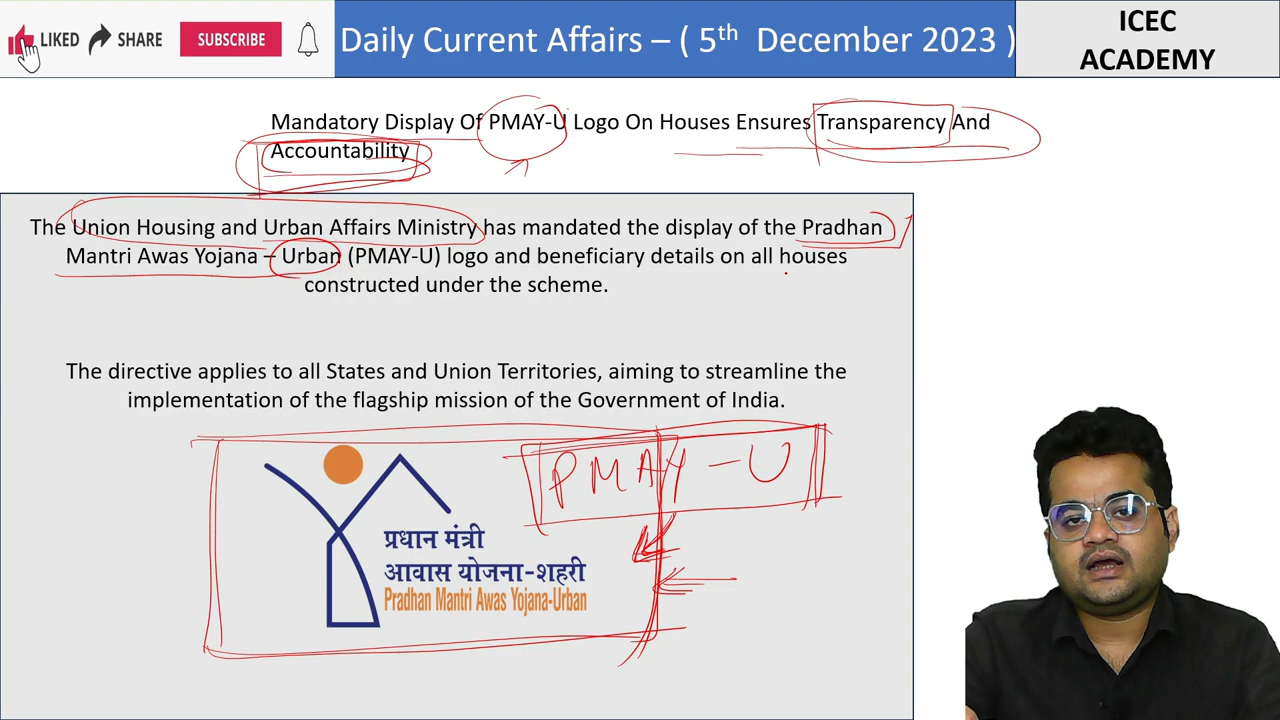 LIKED SHARE SUBSCRIBE
Daily Current Affairs – ( 5th December 2023 )
ICEC
ACADEMY
Mandatory Display Of PMAY-U Logo On Houses Ensures Transparency And
Accountability
The Union Housing and Urban Affairs Ministry has mandated the display of the Pradhan
Mantri Awas Yojana – Urban (PMAY-U) logo and beneficiary details on all houses
constructed under the scheme.
The directive applies to all States and Union Territories, aiming to streamline the
implementation of the flagship mission of the Government of India.
PMAY-U
प्रधान मंत्री
आवास योजना-शहरी
Pradhan Mantri Awas Yojana-Urban